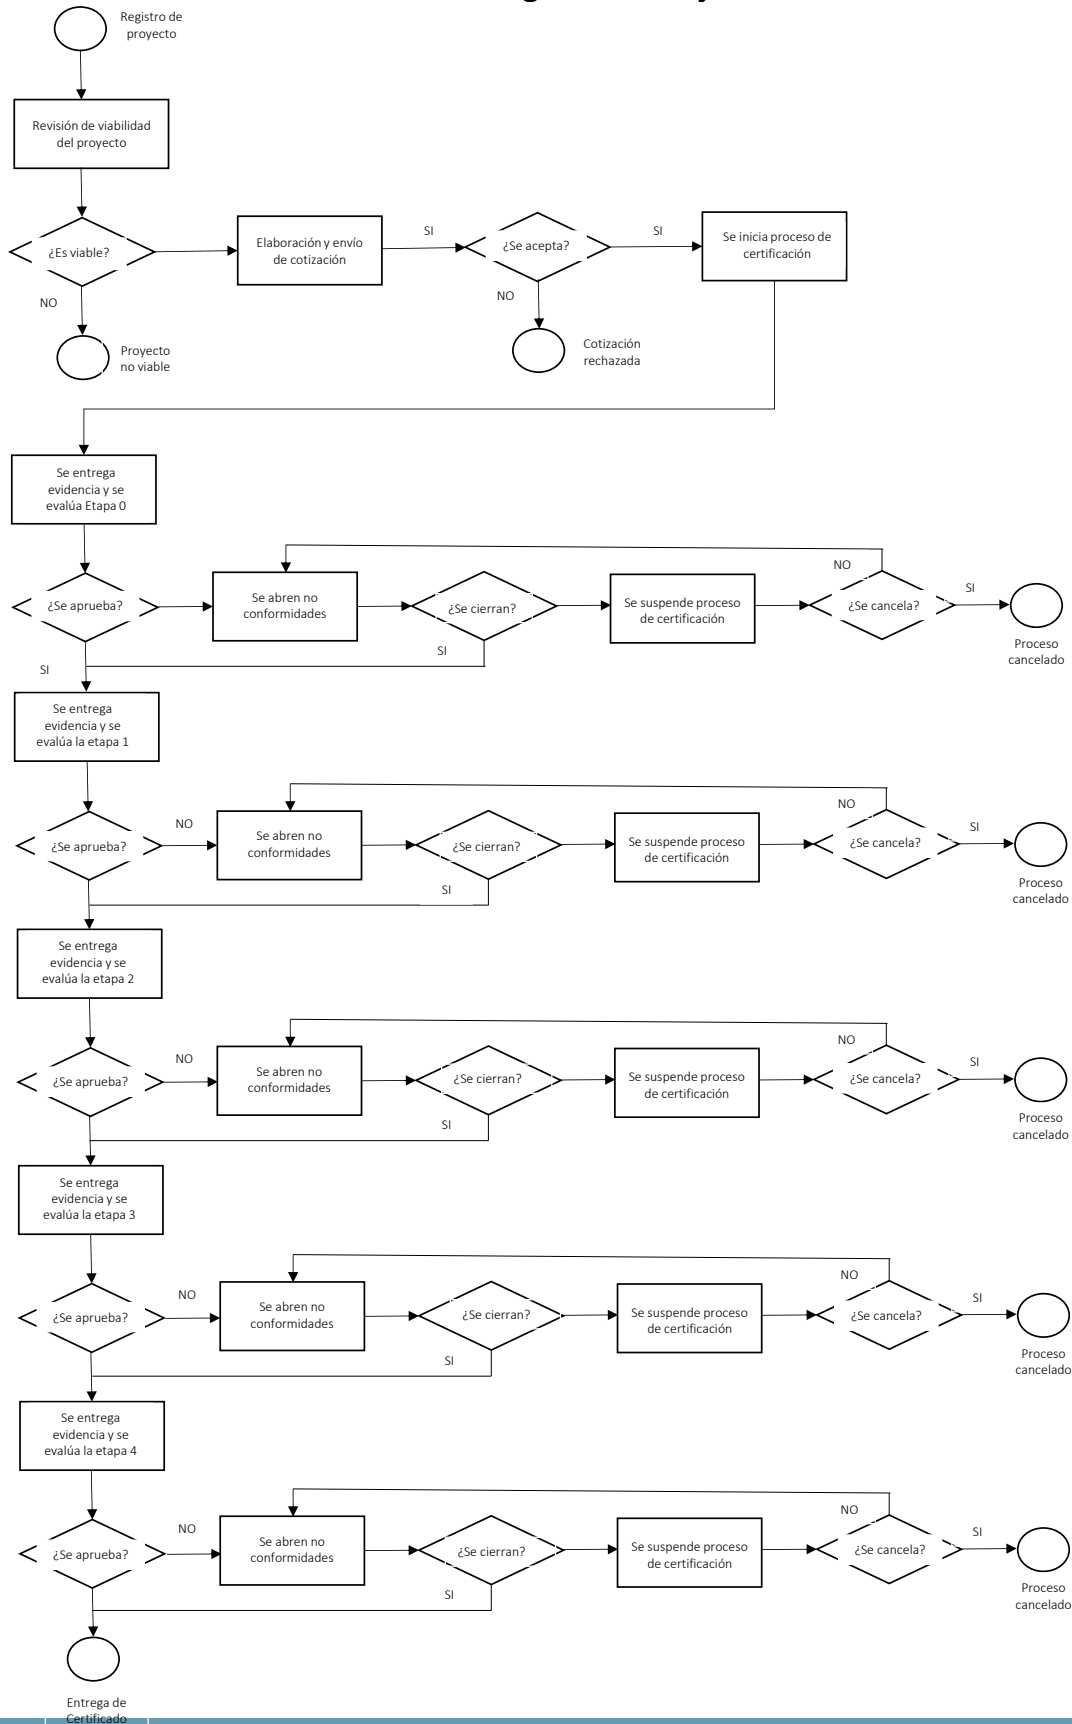 Registro de
proyecto
Revisión de viabilidad
del proyecto
¿Es viable?
Elaboración y envío
de cotización
SI
¿Se acepta?
SI
Se inicia proceso de
certificación
NO
NO
Proyecto
no viable
Cotización
rechazada
Se entrega
evidencia y se
evalúa Etapa 0
¿Se aprueba?
Se abren no
conformidades
¿Se cierran?
Se suspende proceso
de certificación
NO
¿Se cancela?
SI
Proceso
cancelado
SI
SI
Se entrega
evidencia y se
evalúa la etapa 1
¿Se aprueba?
NO
Se abren no
conformidades
¿Se cierran?
Se suspende proceso
de certificación
NO
¿Se cancela?
SI
Proceso
cancelado
SI
Se entrega
evidencia y se
evalúa la etapa 2
¿Se aprueba?
NO
Se abren no
conformidades
¿Se cierran?
Se suspende proceso
de certificación
NO
¿Se cancela?
SI
Proceso
cancelado
SI
Se entrega
evidencia y se
evalúa la etapa 3
¿Se aprueba?
NO
Se abren no
conformidades
¿Se cierran?
Se suspende proceso
de certificación
NO
¿Se cancela?
SI
Proceso
cancelado
SI
Se entrega
evidencia y se
evalúa la etapa 4
¿Se aprueba?
NO
Se abren no
conformidades
¿Se cierran?
Se suspende proceso
de certificación
NO
¿Se cancela?
SI
Proceso
cancelado
SI
Entrega de
Certificado